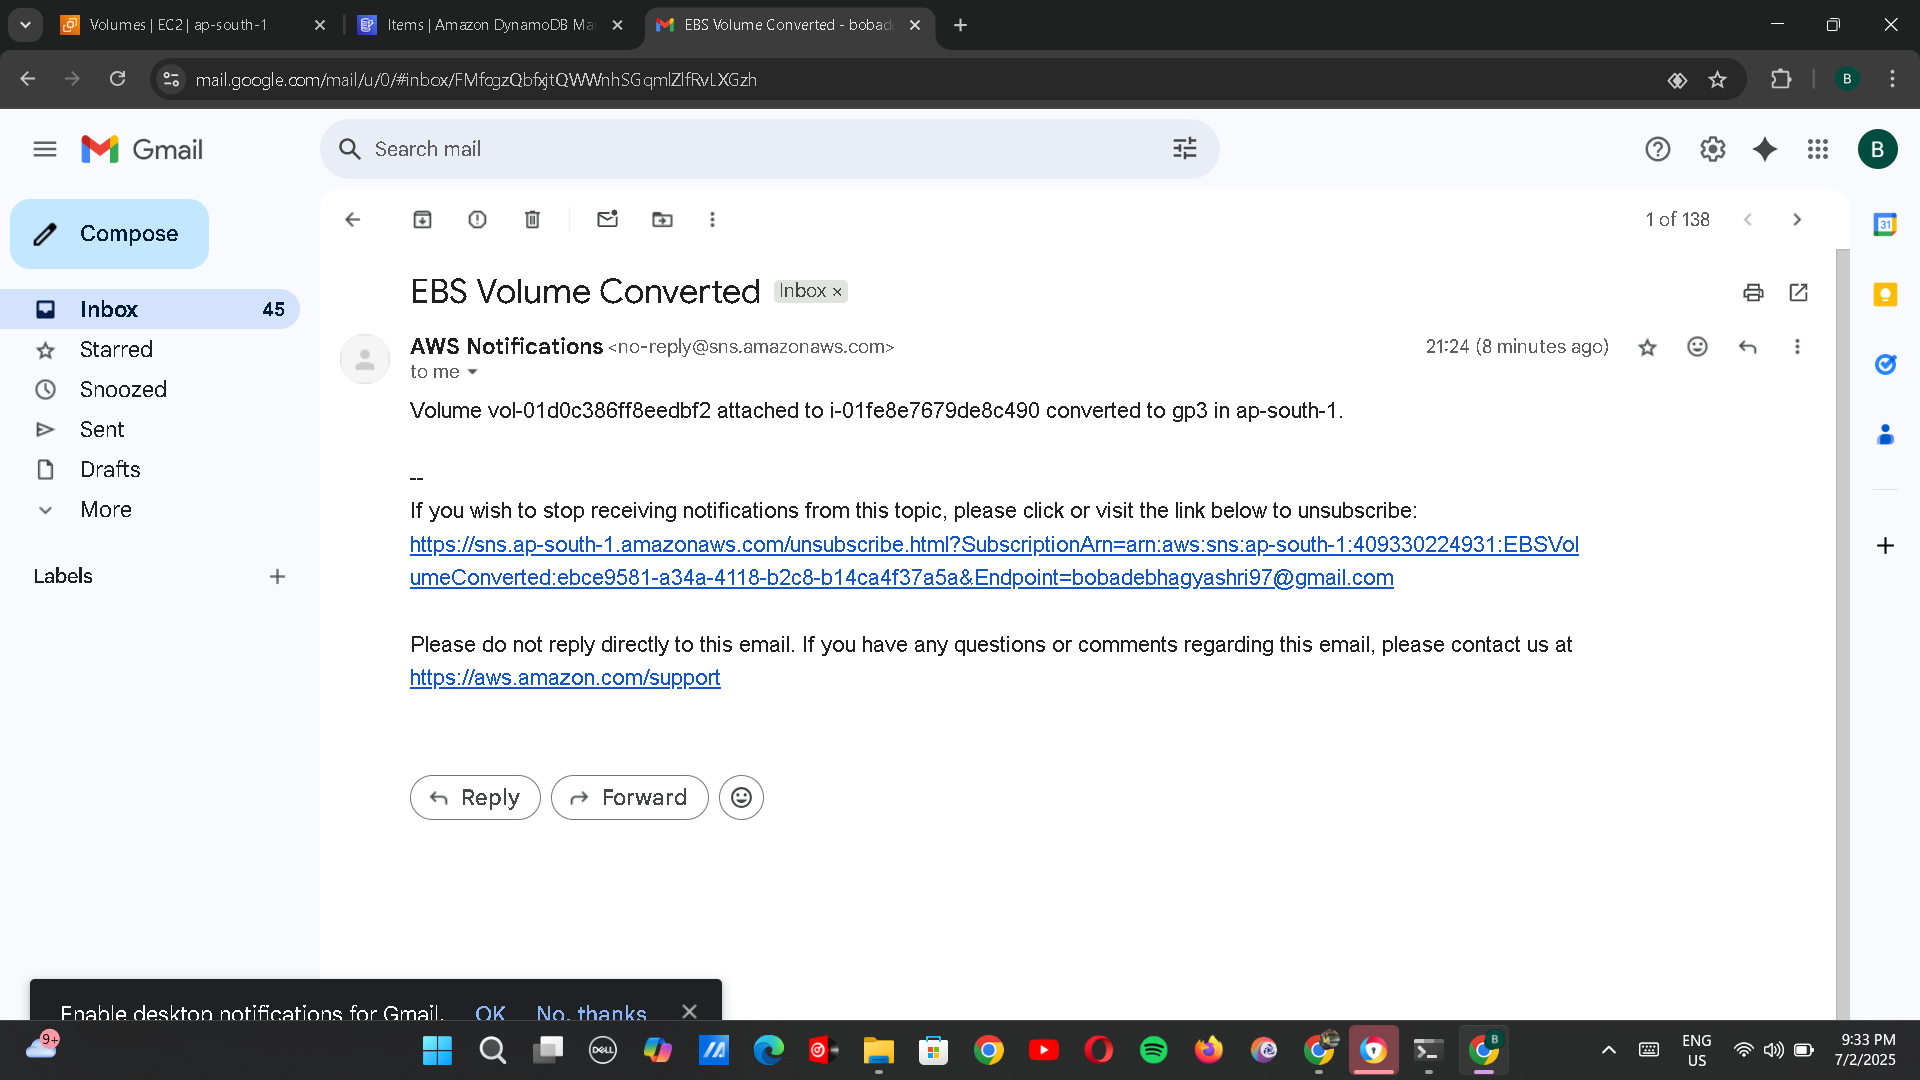 Volumes | EC2 | ap-south-1
Items | Amazon DynamoDB Ma
EBS Volume Converted - bobad
mail.google.com/mail/u/0/#inbox/FMfcgzQbfxjtQWWnhSGqmlZlfRvLXGzh
B
Gmail
Search mail
B
Compose
1 of 138
31
EBS Volume Converted
Inbox ×
Inbox 45
AWS Notifications <no-reply@sns.amazonaws.com>
21:24 (8 minutes ago)
to me
Starred
Snoozed
Sent
Drafts
More
Labels
Volume vol-01d0c386ff8eedbf2 attached to i-01fe8e7679de8c490 converted to gp3 in ap-south-1.
--
If you wish to stop receiving notifications from this topic, please click or visit the link below to unsubscribe:
https://sns.ap-south-1.amazonaws.com/unsubscribe.html?SubscriptionArn=arn:aws:sns:ap-south-1:409330224931:EBSVol
umeConverted:ebce9581-a34a-4118-b2c8-b14ca4f37a5a&Endpoint=bobadebhagyashri97@gmail.com
Please do not reply directly to this email. If you have any questions or comments regarding this email, please contact us at
https://aws.amazon.com/support
Reply
Forward
Enable desktop notifications for Gmail. OK No, thanks
9+
DELL
B
ENG
US
9:33 PM
7/2/2025